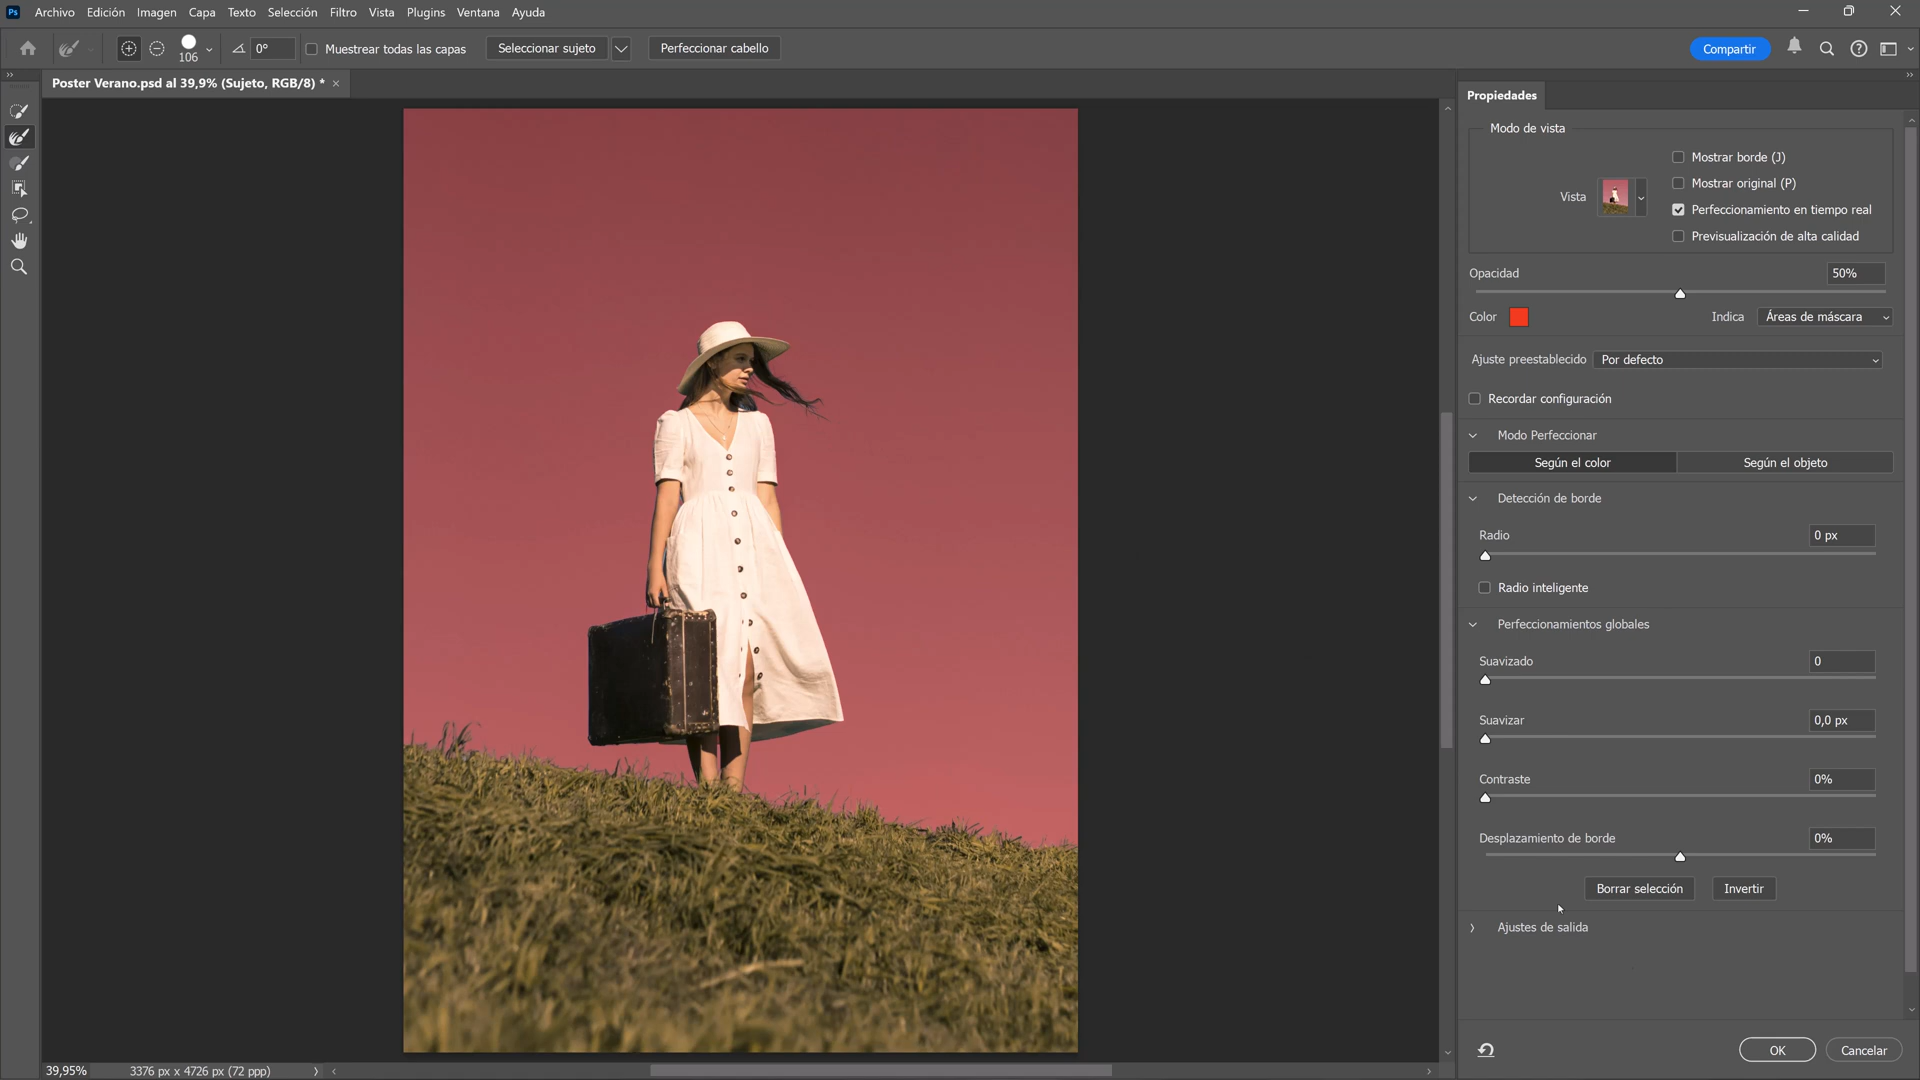 Ps Archivo Edición Imagen Capa Texto Selección Filtro Vista Plugins Ventana Ayuda
106 0° Muestrear todas las capas Seleccionar sujeto Perfeccionar cabello Compartir
Poster Verano.psd al 39,9% (Sujeto, RGB/8) * ×
Propiedades
Modo de vista
Mostrar borde (J)
Mostrar original (P)
Vista
Perfeccionamiento en tiempo real
Previsualización de alta calidad
Opacidad 50%
Color Indica Áreas de máscara
Ajuste preestablecido Por defecto
Recordar configuración
Modo Perfeccionar
Según el color Según el objeto
Detección de borde
Radio 0 px
Radio inteligente
Perfeccionamientos globales
Suavizado 0
Suavizar 0,0 px
Contraste 0%
Desplazamiento de borde 0%
Borrar selección Invertir
Ajustes de salida
OK Cancelar
39,95% 3376 px x 4726 px (72 ppp)